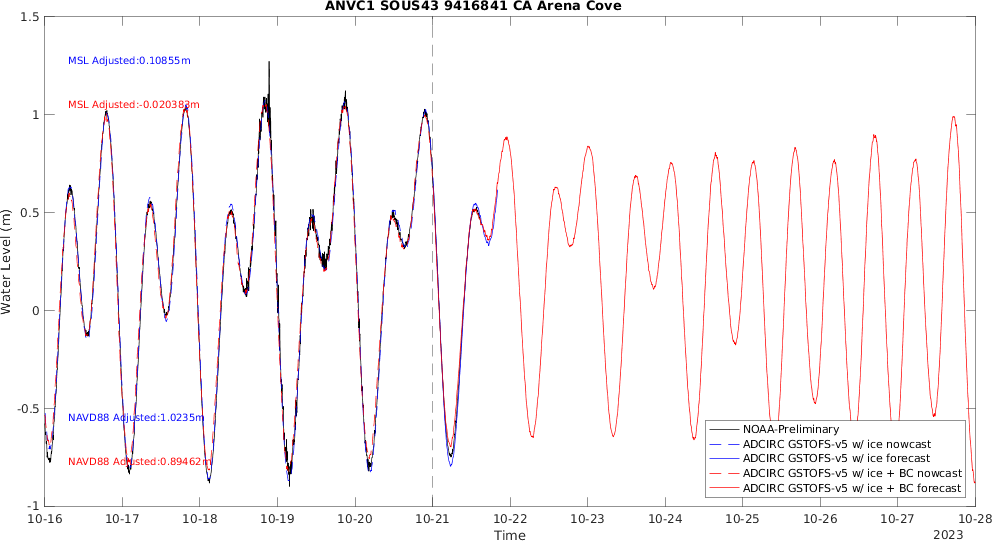 ANVC1 SOUS43 9416841 CA Arena Cove
1.5
1
0.5
0
-0.5
-1
Water Level (m)
MSL Adjusted:0.10855m
MSL Adjusted:-0.020383m
NAVD88 Adjusted:1.0235m
NAVD88 Adjusted:0.89462m
NOAA-Preliminary
ADCIRC GSTOFS-v5 w/ ice nowcast
ADCIRC GSTOFS-v5 w/ ice forecast
ADCIRC GSTOFS-v5 w/ ice + BC nowcast
ADCIRC GSTOFS-v5 w/ ice + BC forecast
10-16 10-17 10-18 10-19 10-20 10-21 10-22 10-23 10-24 10-25 10-26 10-27 10-28
Time
2023